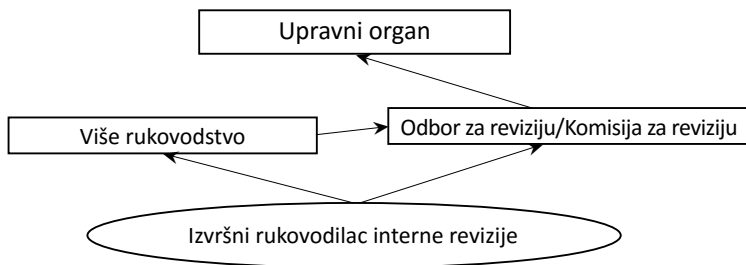 Upravni organ
Više rukovodstvo
Odbor za reviziju/Komisija za reviziju
Izvršni rukovodilac interne revizije